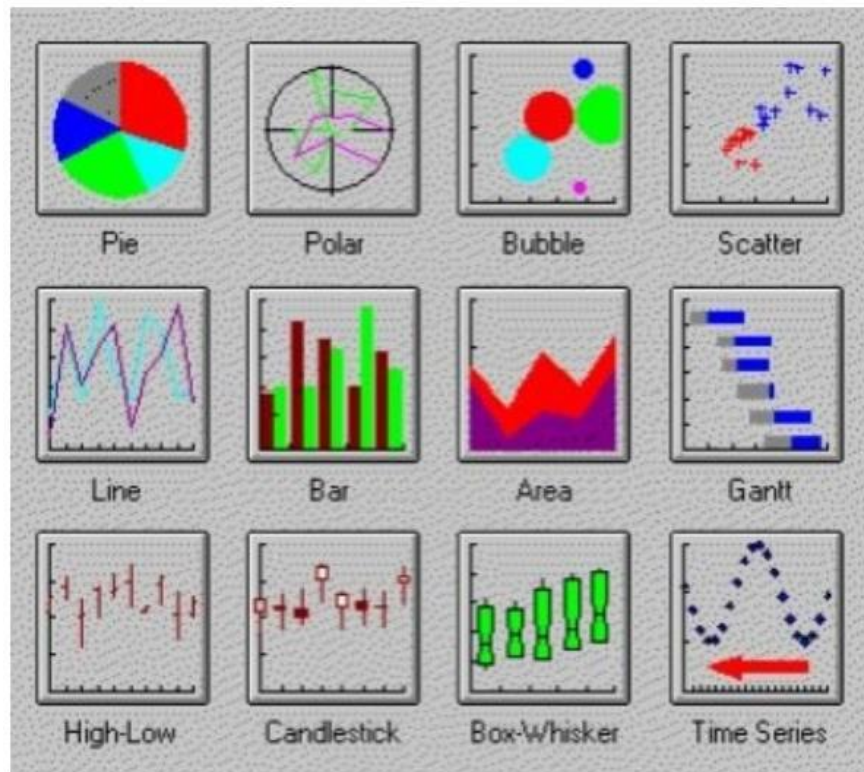 Pie Polar Bubble Scatter
Line Bar Area Gantt
High-Low Candlestick Box-Whisker Time Series